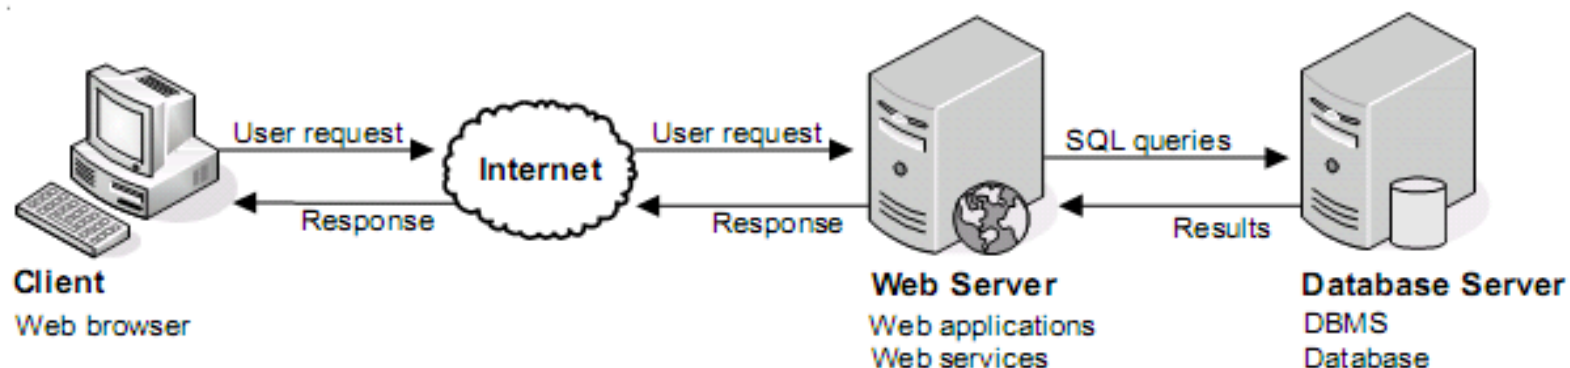 User request
Internet
Response
User request
Response
SQL queries
Results
Client
Web browser
Web Server
Web applications
Web services
Database Server
DBMS
Database